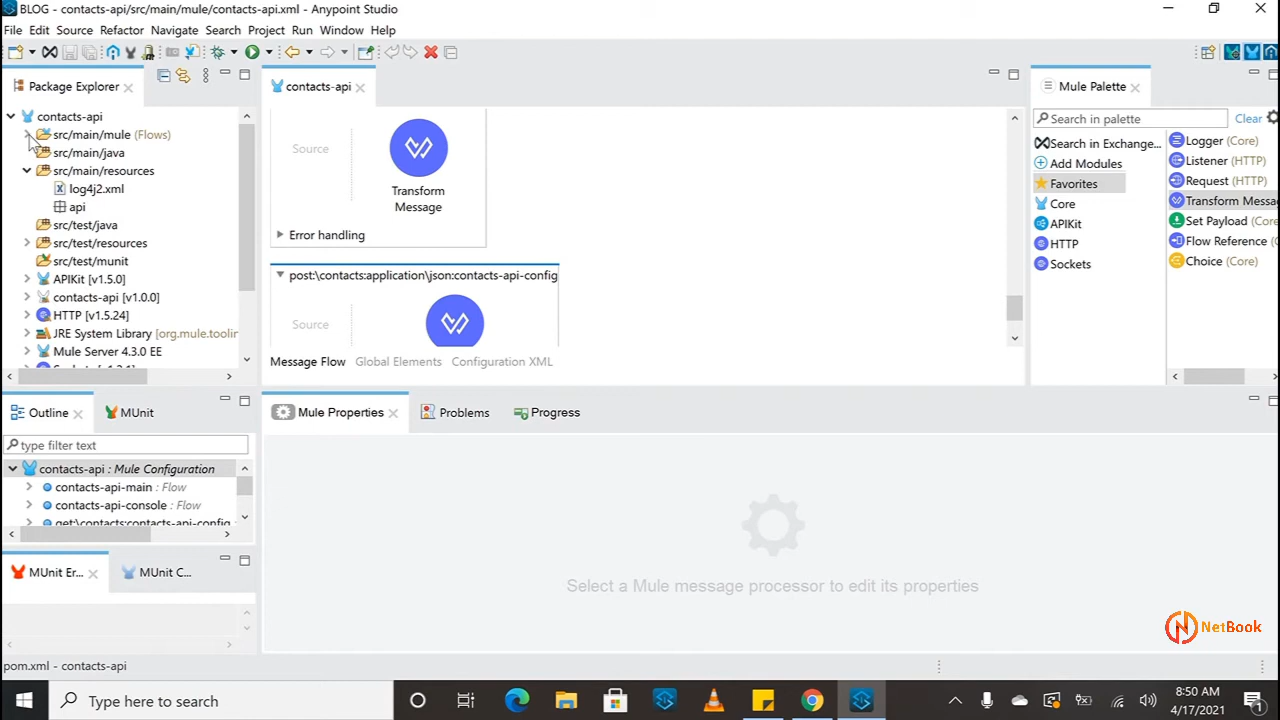 BLOG - contacts-api/src/main/mule/contacts-api.xml - Anypoint Studio
File Edit Source Refactor Navigate Search Project Run Window Help
Package Explorer
contacts-api
src/main/mule (Flows)
src/main/java
src/main/resources
log4j2.xml
api
src/test/java
src/test/resources
src/test/munit
APIKit [v1.5.0]
contacts-api [v1.0.0]
HTTP [v1.5.24]
JRE System Library [org.mule.toolin
Mule Server 4.3.0 EE
contacts-api
Source
Transform
Message
Error handling
post:\contacts:application\json:contacts-api-config
Source
Message Flow Global Elements Configuration XML
Mule Palette
Search in palette
Clear
Search in Exchange...
Add Modules
Favorites
Core
APIKit
HTTP
Sockets
Logger (Core)
Listener (HTTP)
Request (HTTP)
Transform Messa
Set Payload (Core)
Flow Reference (Core)
Choice (Core)
Outline
MUnit
type filter text
contacts-api : Mule Configuration
contacts-api-main : Flow
contacts-api-console : Flow
get:\contacts:contacts-api-config
MUnit Er...
MUnit C...
Mule Properties
Problems
Progress
Select a Mule message processor to edit its properties
NetBook
pom.xml - contacts-api
Type here to search
8:50 AM
4/17/2021
1